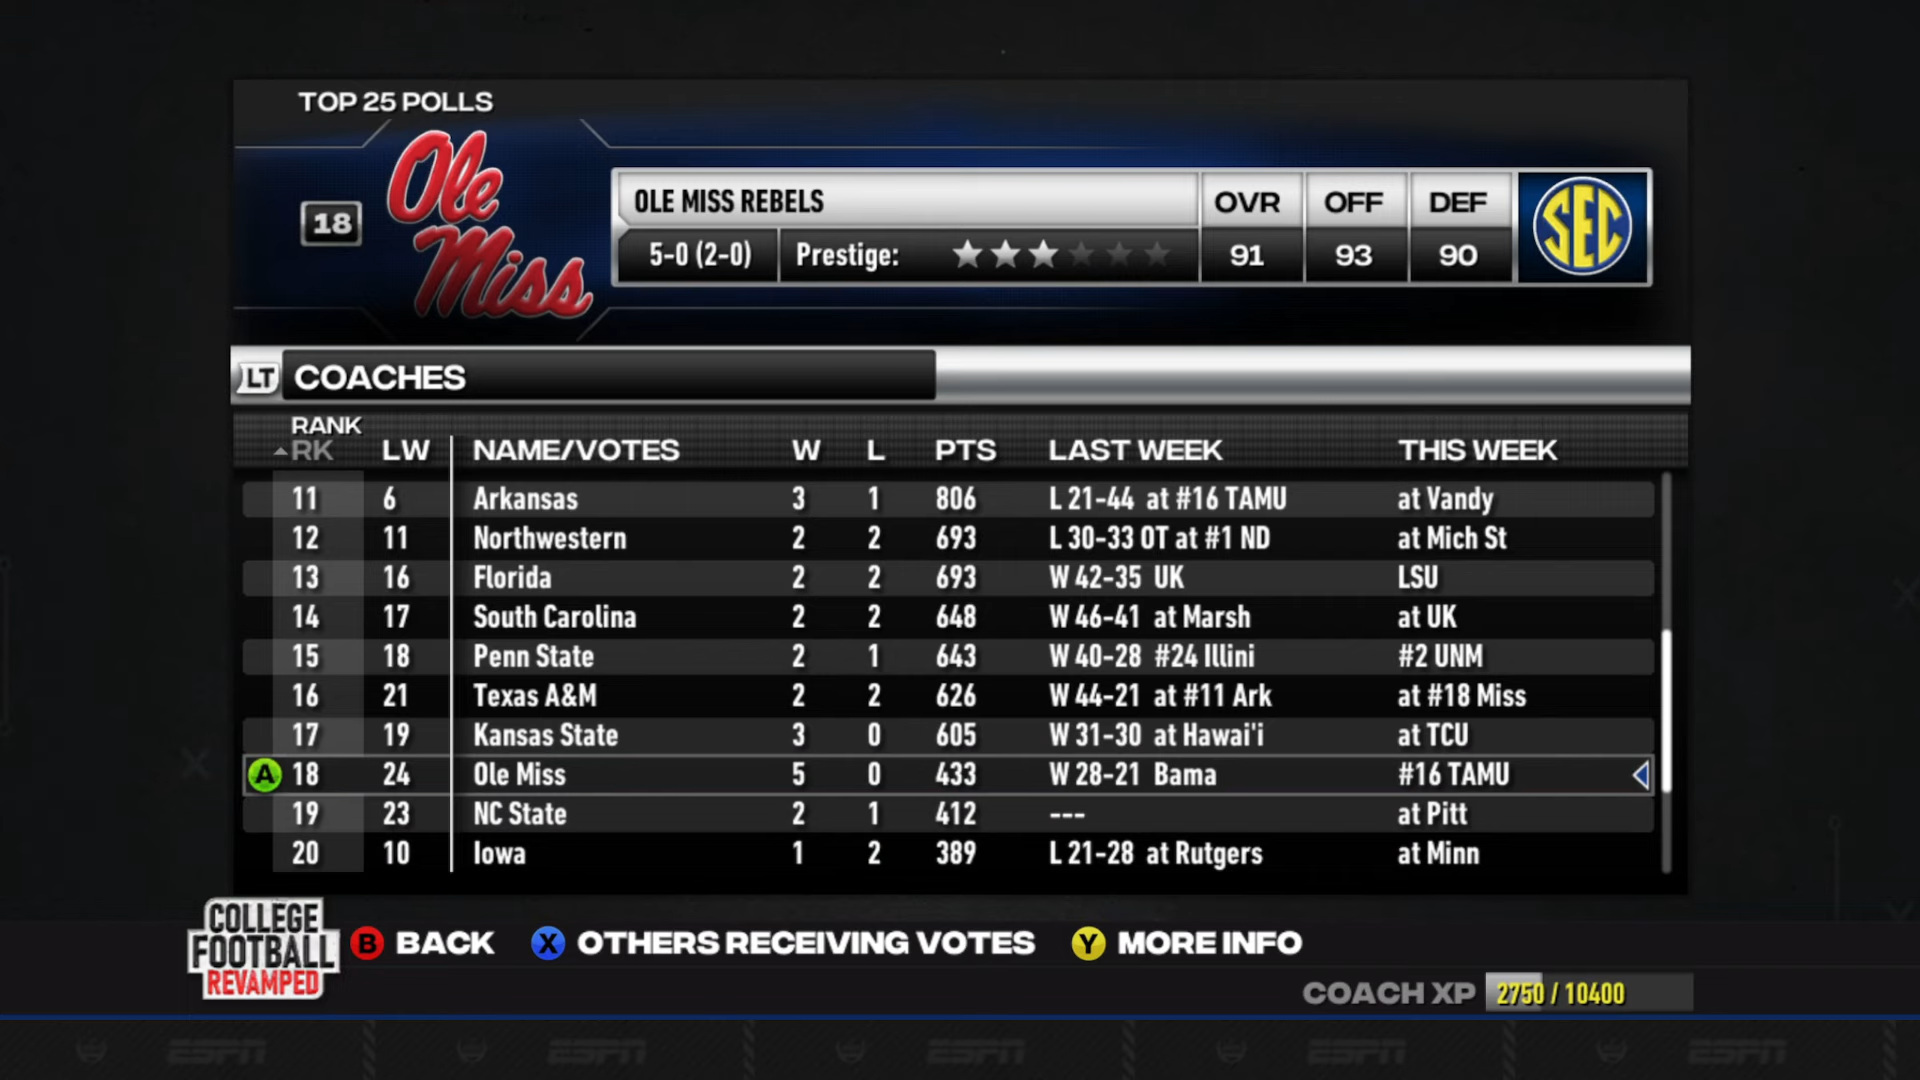 TOP 25 POLLS
18
Ole Miss
OLE MISS REBELS OVR OFF DEF SEC
5-0 (2-0) Prestige: 91 93 90
LT COACHES
RANK
RK LW NAME/VOTES W L PTS LAST WEEK THIS WEEK
11 6 Arkansas 3 1 806 L 21-44 at #16 TAMU at Vandy
12 11 Northwestern 2 2 693 L 30-33 OT at #1 ND at Mich St
13 16 Florida 2 2 693 W 42-35 UK LSU
14 17 South Carolina 2 2 648 W 46-41 at Marsh at UK
15 18 Penn State 2 1 643 W 40-28 #24 Illini #2 UNM
16 21 Texas A&M 2 2 626 W 44-21 at #11 Ark at #18 Miss
17 19 Kansas State 3 0 605 W 31-30 at Hawai'i at TCU
A 18 24 Ole Miss 5 0 433 W 28-21 Bama #16 TAMU
19 23 NC State 2 1 412 --- at Pitt
20 10 Iowa 1 2 389 L 21-28 at Rutgers at Minn
COLLEGE
FOOTBALL
REVAMPED
B BACK X OTHERS RECEIVING VOTES Y MORE INFO
COACH XP 2750 / 10400
ESPN ESPN ESPN ESPN ESPN